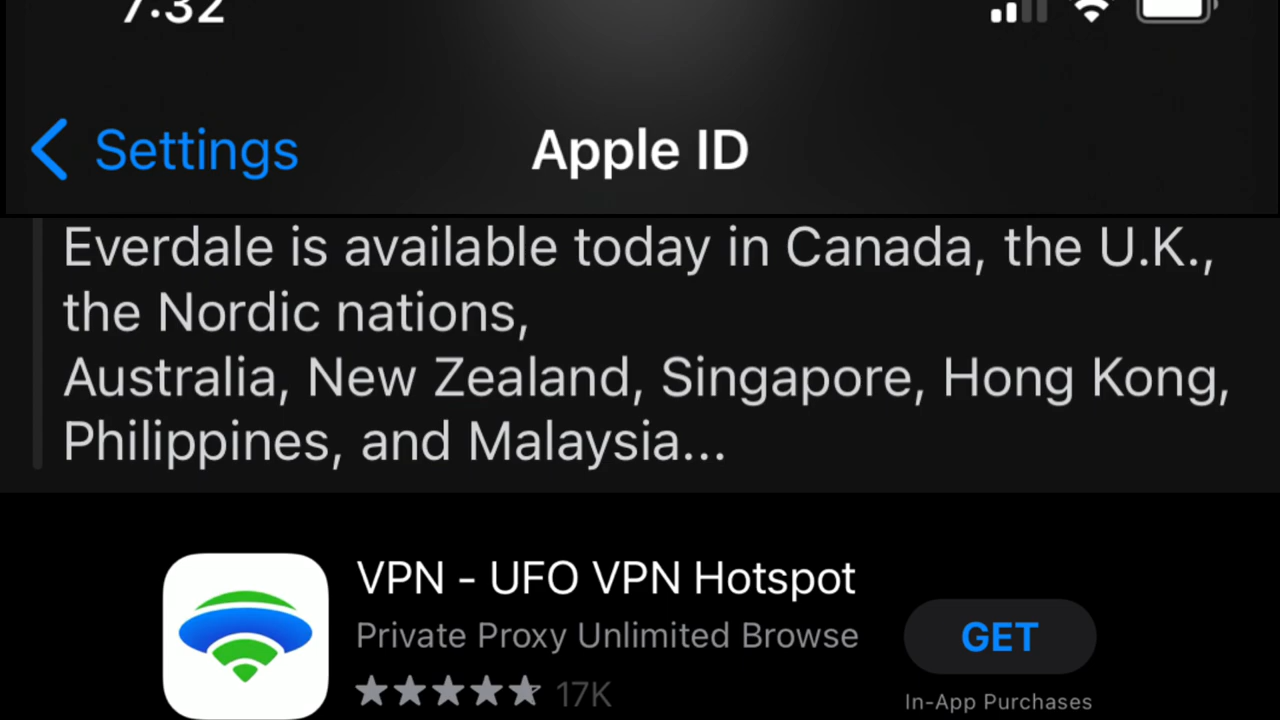 7:32
Settings
Apple ID
Everdale is available today in Canada, the U.K.,
the Nordic nations,
Australia, New Zealand, Singapore, Hong Kong,
Philippines, and Malaysia...
VPN - UFO VPN Hotspot
Private Proxy Unlimited Browse
GET
17K
In-App Purchases